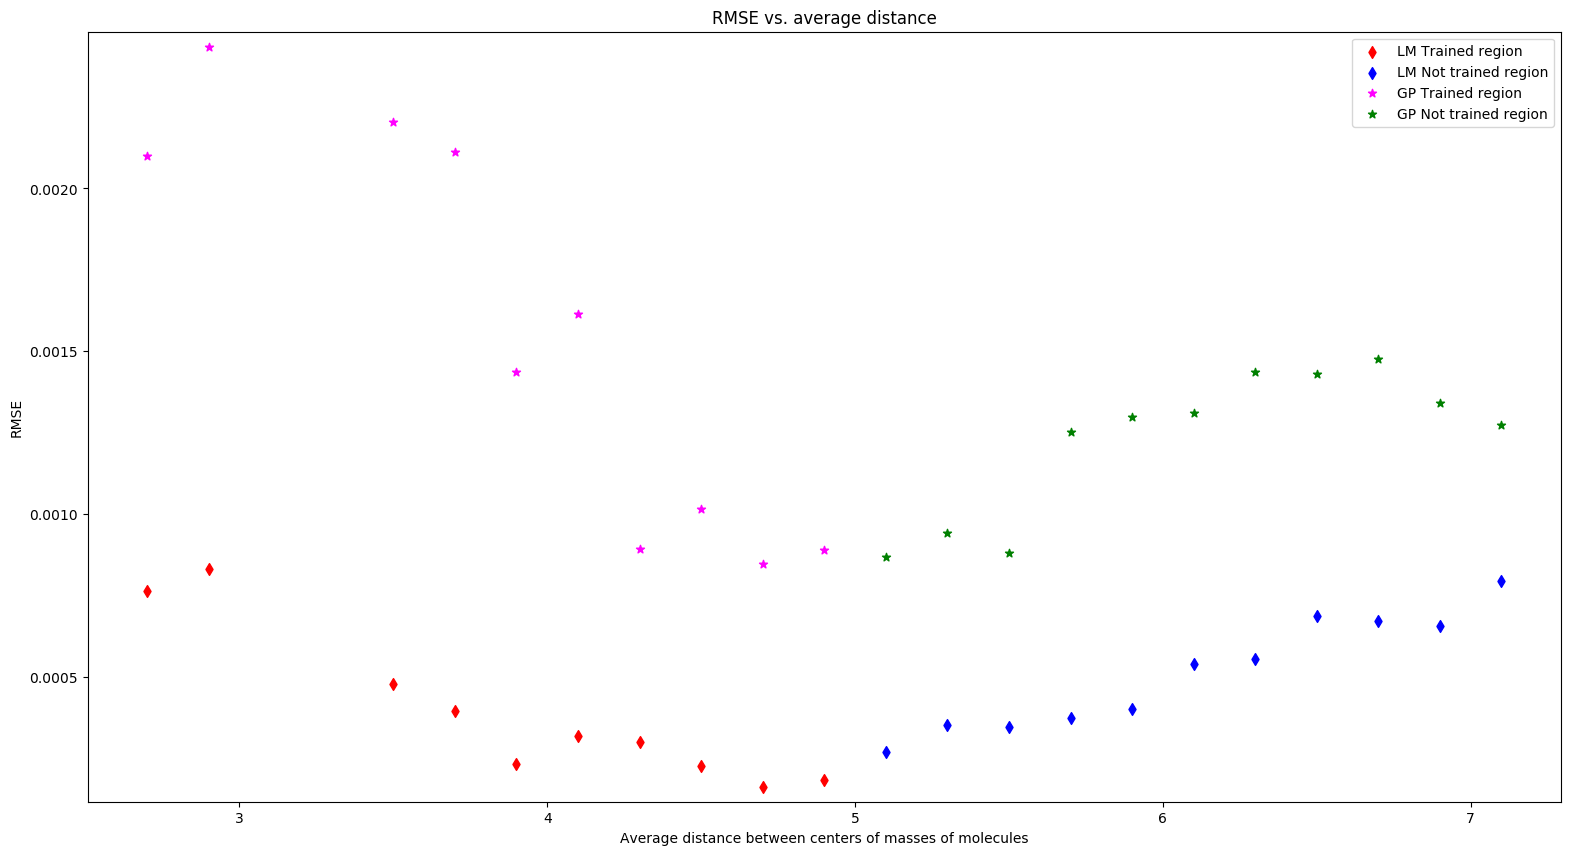 RMSE vs. average distance
LM Trained region
LM Not trained region
GP Trained region
GP Not trained region
RMSE
0.0020
0.0015
0.0010
0.0005
3
4
5
6
7
Average distance between centers of masses of molecules